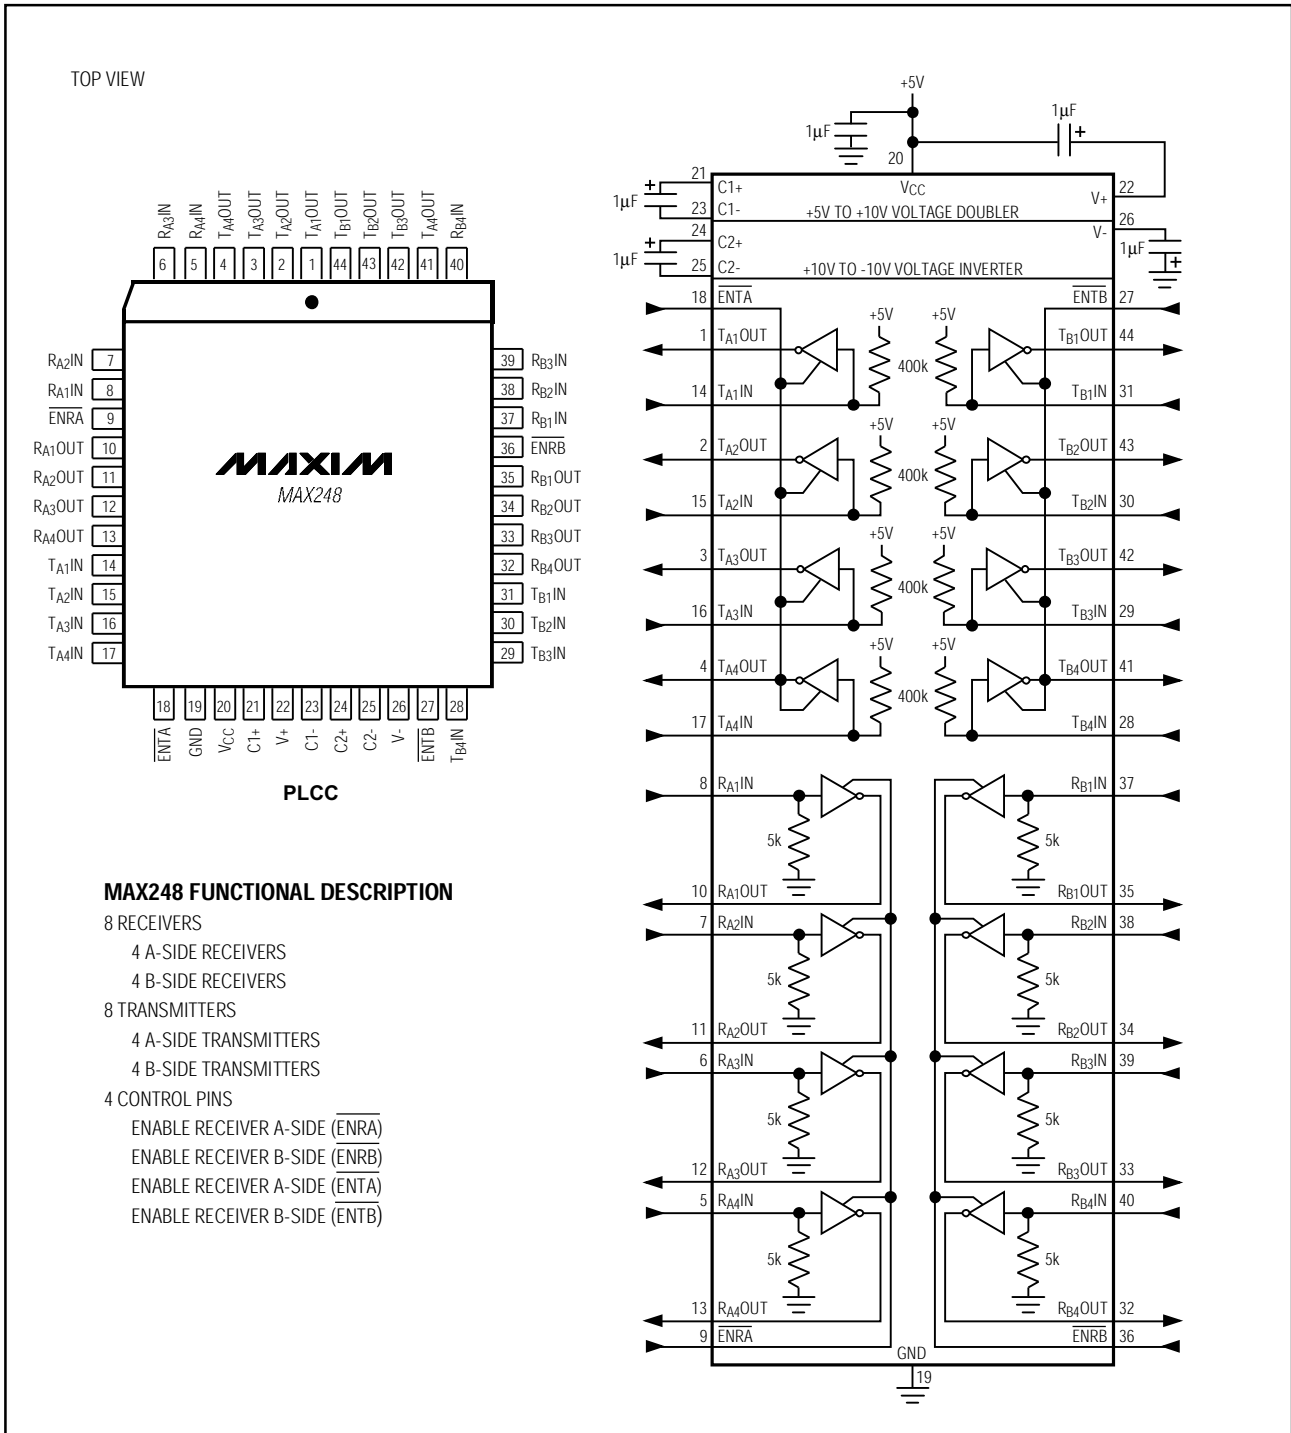 TOP VIEW
RA3IN
RA4IN
TA4OUT
TA3OUT
TA2OUT
TA1OUT
TB1OUT
TB2OUT
TB3OUT
TA4OUT
RB4IN
6 5 4 3 2 1 44 43 42 41 40
RA2IN 7
RA1IN 8
ENRA 9
RA1OUT 10
RA2OUT 11
RA3OUT 12
RA4OUT 13
TA1IN 14
TA2IN 15
TA3IN 16
TA4IN 17
MAXIM
MAX248
39 RB3IN
38 RB2IN
37 RB1IN
36 ENRB
35 RB1OUT
34 RB2OUT
33 RB3OUT
32 RB4OUT
31 TB1IN
30 TB2IN
29 TB3IN
18 19 20 21 22 23 24 25 26 27 28
ENTA
GND
VCC
C1+
V+
C1-
C2+
C2-
V-
ENTB
TB4IN
PLCC
MAX248 FUNCTIONAL DESCRIPTION
8 RECEIVERS
4 A-SIDE RECEIVERS
4 B-SIDE RECEIVERS
8 TRANSMITTERS
4 A-SIDE TRANSMITTERS
4 B-SIDE TRANSMITTERS
4 CONTROL PINS
ENABLE RECEIVER A-SIDE (ENRA)
ENABLE RECEIVER B-SIDE (ENRB)
ENABLE RECEIVER A-SIDE (ENTA)
ENABLE RECEIVER B-SIDE (ENTB)
+5V
1µF
1µF +
20
21 C1+ VCC V+ 22
+ 1µF
23 C1- +5V TO +10V VOLTAGE DOUBLER
V- 26
24 C2+
+ 1µF
1µF +
25 C2- +10V TO -10V VOLTAGE INVERTER
18 ENTA ENTB 27
+5V +5V
1 TA1OUT TB1OUT 44
400k
14 TA1IN TB1IN 31
+5V +5V
2 TA2OUT TB2OUT 43
400k
15 TA2IN TB2IN 30
+5V +5V
3 TA3OUT TB3OUT 42
400k
16 TA3IN TB3IN 29
+5V +5V
4 TA4OUT TB4OUT 41
400k
17 TA4IN TB4IN 28
8 RA1IN RB1IN 37
5k 5k
10 RA1OUT RB1OUT 35
7 RA2IN RB2IN 38
5k 5k
11 RA2OUT RB2OUT 34
6 RA3IN RB3IN 39
5k 5k
12 RA3OUT RB3OUT 33
5 RA4IN RB4IN 40
5k 5k
13 RA4OUT RB4OUT 32
9 ENRA ENRB 36
GND
19